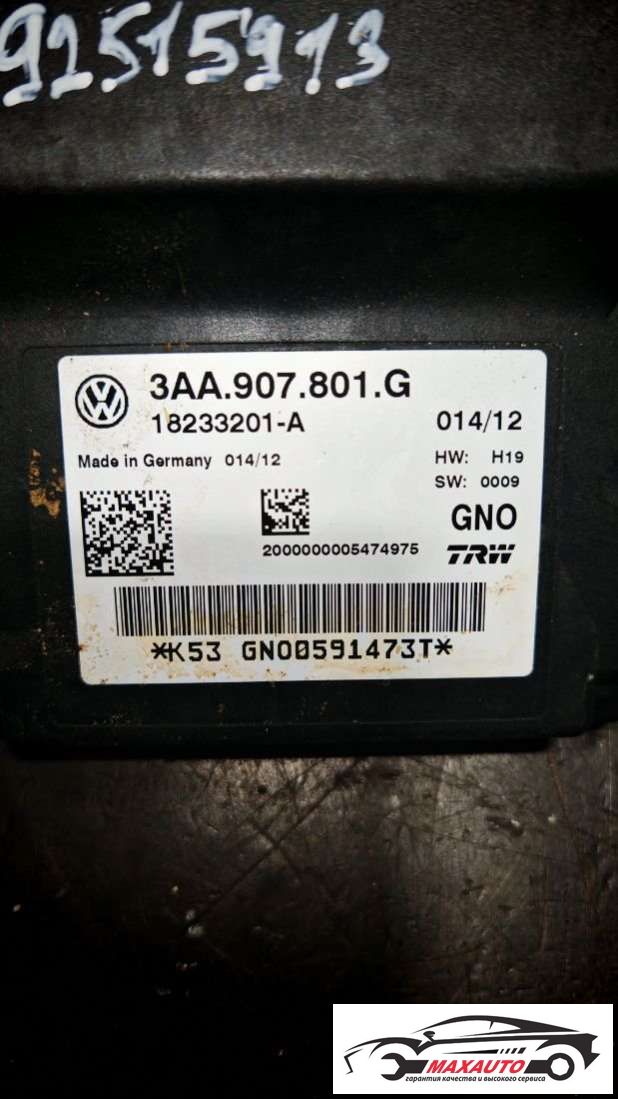 92515913
3AA.907.801.G
18233201-A 014/12
Made in Germany 014/12 HW: H19
SW: 0009
GNO
2000000005474975 TRW
*K53 GNO0591473T*
MAXAUTO
гарантия качества и высокого сервиса